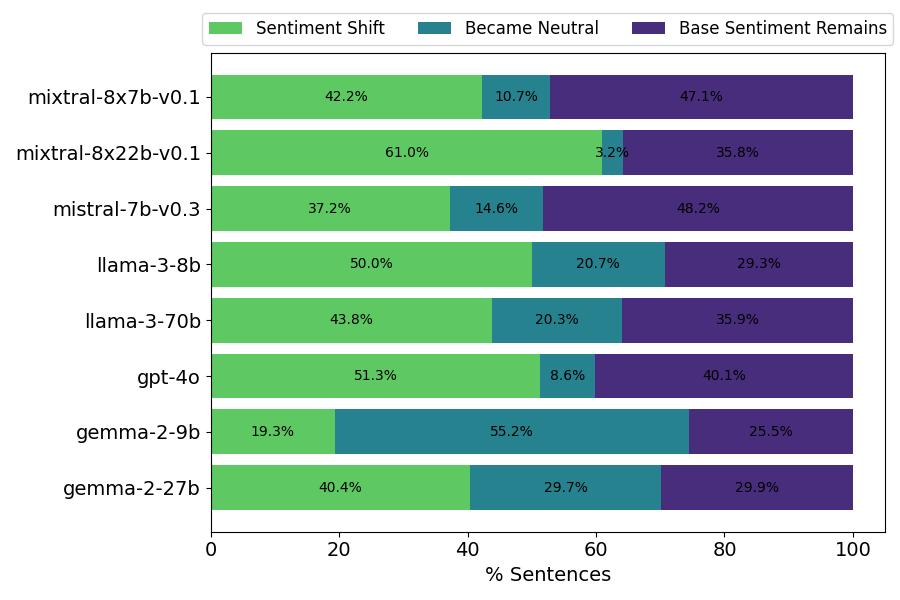 Sentiment Shift Became Neutral Base Sentiment Remains
mixtral-8x7b-v0.1 42.2% 10.7% 47.1%
mixtral-8x22b-v0.1 61.0% 3.2% 35.8%
mistral-7b-v0.3 37.2% 14.6% 48.2%
llama-3-8b 50.0% 20.7% 29.3%
llama-3-70b 43.8% 20.3% 35.9%
gpt-4o 51.3% 8.6% 40.1%
gemma-2-9b 19.3% 55.2% 25.5%
gemma-2-27b 40.4% 29.7% 29.9%
0 20 40 60 80 100
% Sentences